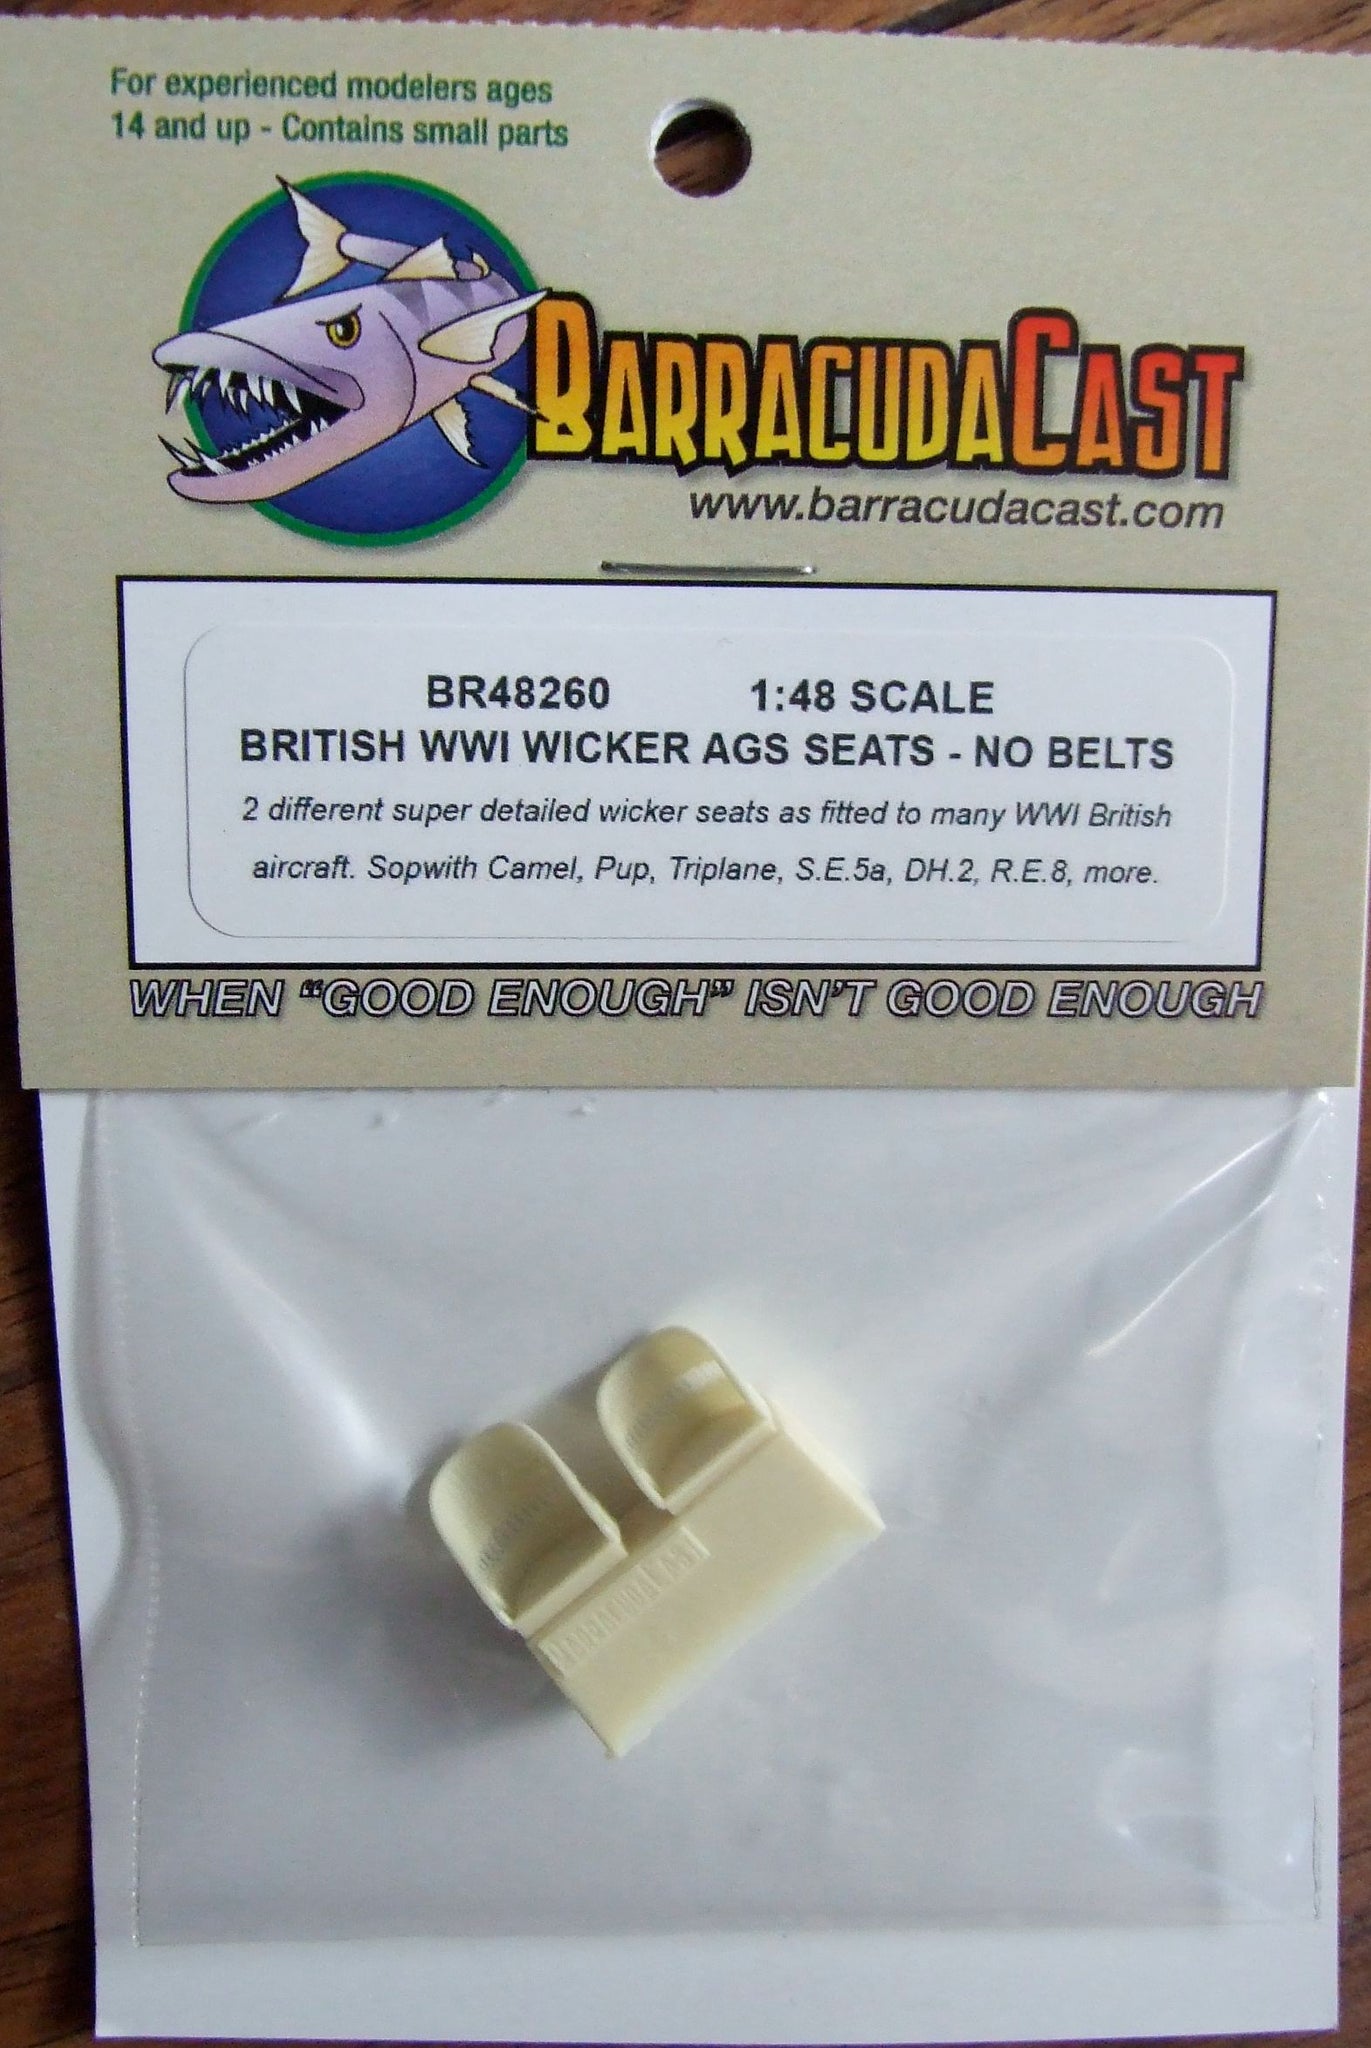 For experienced modelers ages
14 and up - Contains small parts
BARRACUDACAST
www.barracudacast.com
BR48260 1:48 SCALE
BRITISH WWI WICKER AGS SEATS - NO BELTS
2 different super detailed wicker seats as fitted to many WWI British
aircraft. Sopwith Camel, Pup, Triplane, S.E.5a, DH.2, R.E.8, more.
WHEN “GOOD ENOUGH” ISN'T GOOD ENOUGH
BARRACUDACAST